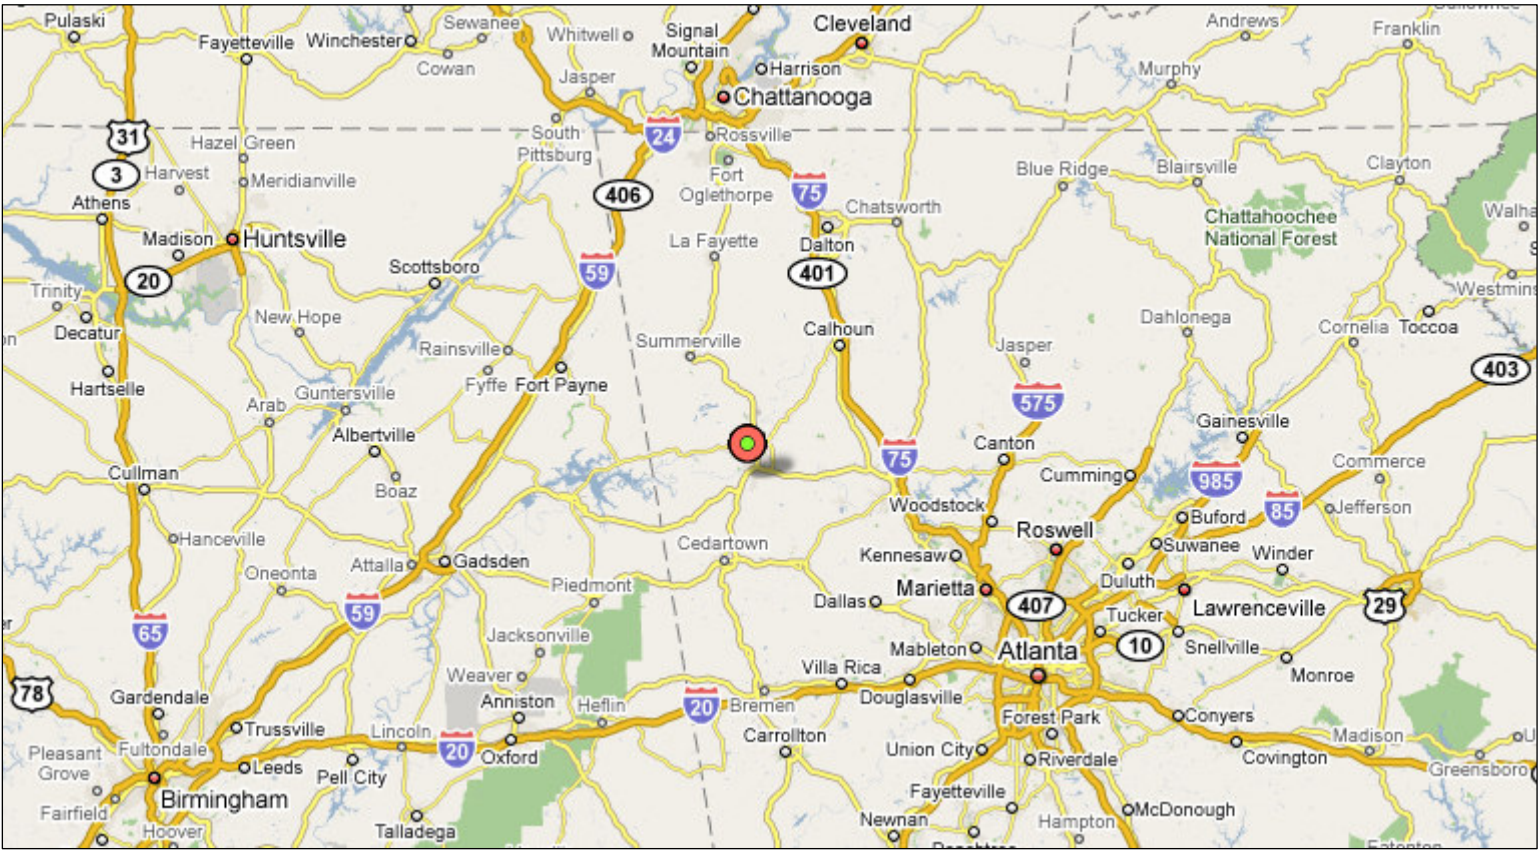 Pulaski
Fayetteville
Winchester
Sewanee
Cowan
Whitwell
Signal
Mountain
Cleveland
Harrison
Chattanooga
Jasper
Andrews
Franklin
Murphy
31
3
Hazel Green
Harvest
Meridianville
Athens
South
Pittsburg
24
Rossville
406
Fort
Oglethorpe
75
Chatsworth
Blue Ridge
Blairsville
Clayton
Chattahoochee
National Forest
Madison
Huntsville
20
Scottsboro
59
La Fayette
Dalton
401
Trinity
Decatur
New Hope
Hartselle
Rainsville
Fyffe
Fort Payne
Summerville
Calhoun
Jasper
Dahlonega
Cornelia
Toccoa
403
Arab
Guntersville
Albertville
Boaz
Cullman
575
Gainesville
Canton
75
Cumming
985
Commerce
Jefferson
85
Woodstock
Roswell
Buford
Suwanee
Winder
Hanceville
Oneonta
Attalla
Gadsden
Cedartown
Kennesaw
Marietta
Duluth
Lawrenceville
29
Piedmont
Dallas
407
Tucker
10
Snellville
59
65
Jacksonville
Mableton
Atlanta
Monroe
78
Gardendale
Weaver
Anniston
Heflin
20
Bremen
Villa Rica
Douglasville
Trussville
Lincoln
20
Oxford
Carrollton
Forest Park
Conyers
Madison
Pleasant
Grove
Fultondale
Leeds
Pell City
Union City
Riverdale
Covington
Greensboro
Birmingham
Fairfield
Hoover
Talladega
Fayetteville
Newnan
McDonough
Hampton